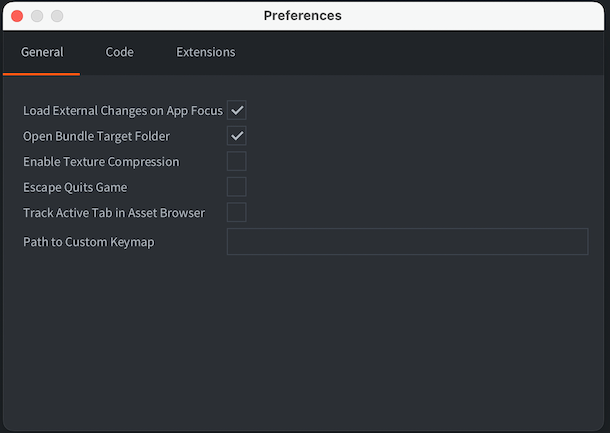 Preferences
General Code Extensions
Load External Changes on App Focus
Open Bundle Target Folder
Enable Texture Compression
Escape Quits Game
Track Active Tab in Asset Browser
Path to Custom Keymap